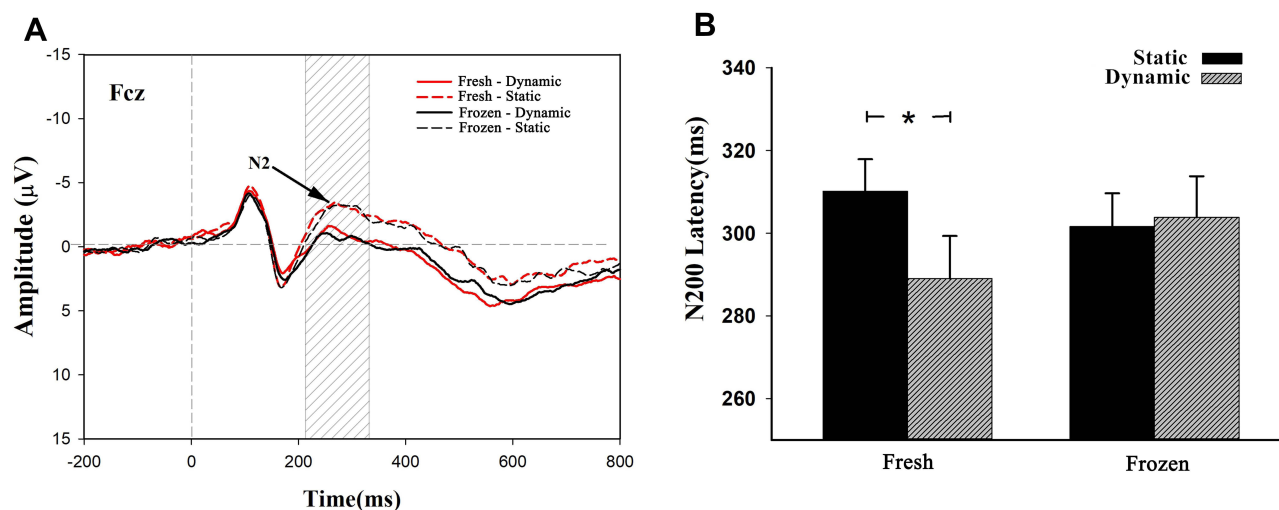 A
-15
-10
-5
0
5
10
15
Amplitude (µV)
Fcz
N2
Fresh - Dynamic
Fresh - Static
Frozen - Dynamic
Frozen - Static
-200 0 200 400 600 800
Time(ms)
B
Static
Dynamic
340
320
300
280
260
N200 Latency(ms)
*
Fresh Frozen